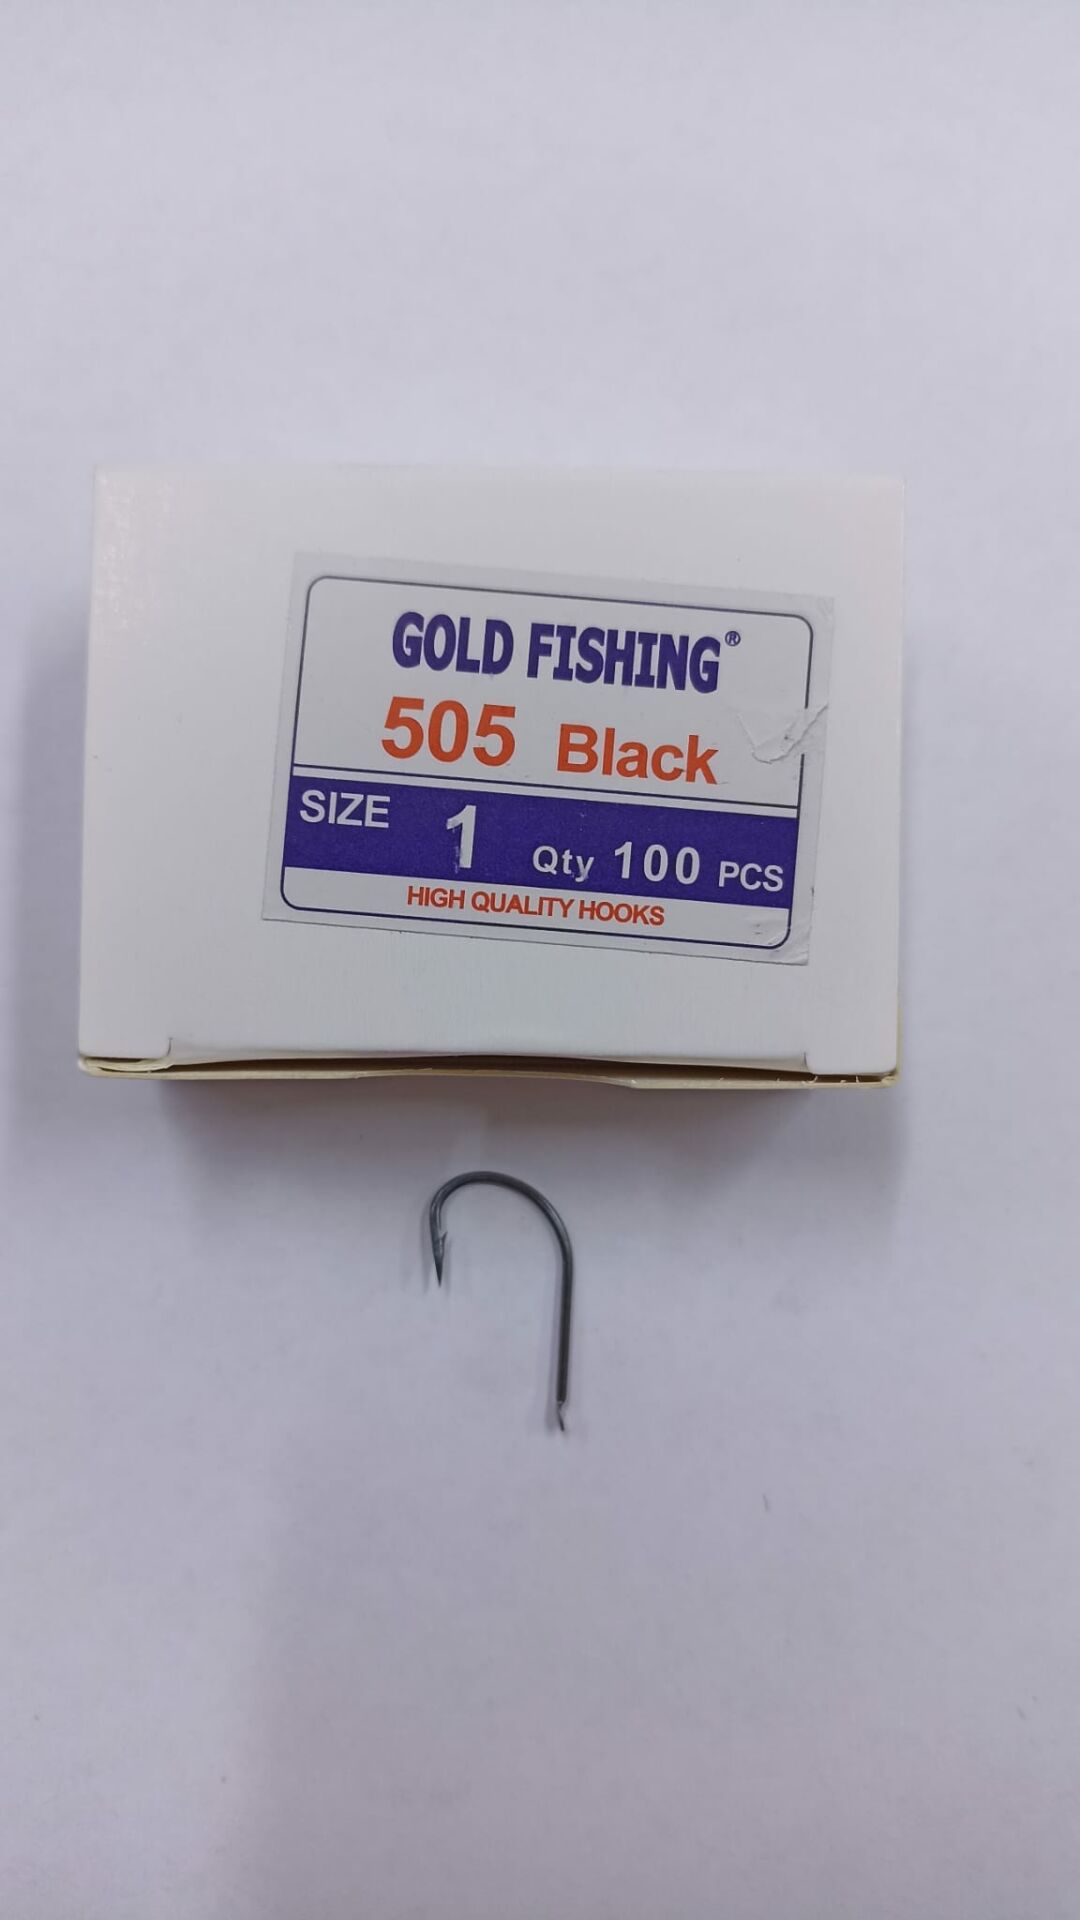 GOLD FISHING®
505 Black
SIZE 1 Qty 100 PCS
HIGH QUALITY HOOKS